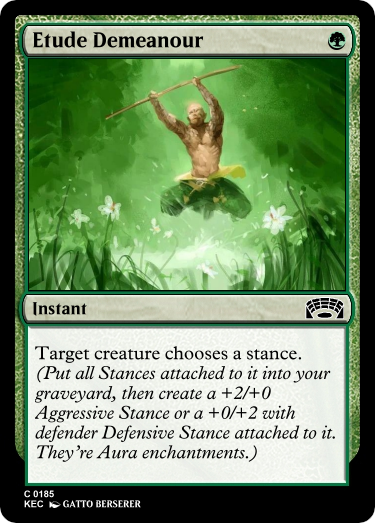 Etude Demeanour
Instant
Target creature chooses a stance.
(Put all Stances attached to it into your
graveyard, then create a +2/+0
Aggressive Stance or a +0/+2 with
defender Defensive Stance attached to it.
They're Aura enchantments.)
C 0185
KEC GATTO BERSERER